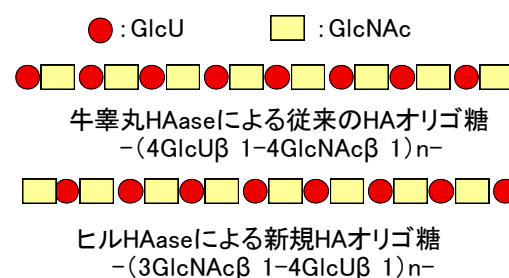 : GlcU : GlcNAc
牛睾丸HAaseによる従来のHAオリゴ糖
-(4GlcUβ 1-4GlcNAcβ 1)n-
ヒルHAaseによる新規HAオリゴ糖
-(3GlcNAcβ 1-4GlcUβ 1)n-